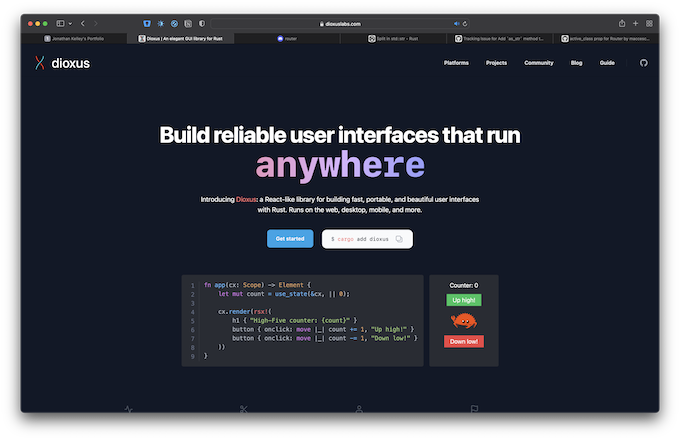 dioxuslabs.com
Jonathan Kelley's Portfolio
Dioxus | An elegant GUI library for Rust
router
Split in std::str - Rust
Tracking Issue for Add `as_str` method t...
active_class prop for Router by
dioxus
Platforms
Projects
Community
Blog
Guide
Build reliable user interfaces that run
anywhere
Introducing Dioxus: a React-like library for building fast, portable, and beautiful user interfaces
with Rust. Runs on the web, desktop, mobile, and more.
Get started
$ cargo add dioxus
1 fn app(cx: Scope) -> Element {
2 let mut count = use_state(&cx, || 0);
3
4 cx.render(rsx!(
5 h1 { "High-Five counter: {count}" }
6 button { onclick: move |_| count += 1, "Up high!" }
7 button { onclick: move |_| count -= 1, "Down low!" }
8 ))
9 }
Counter: 0
Up high!
Down low!